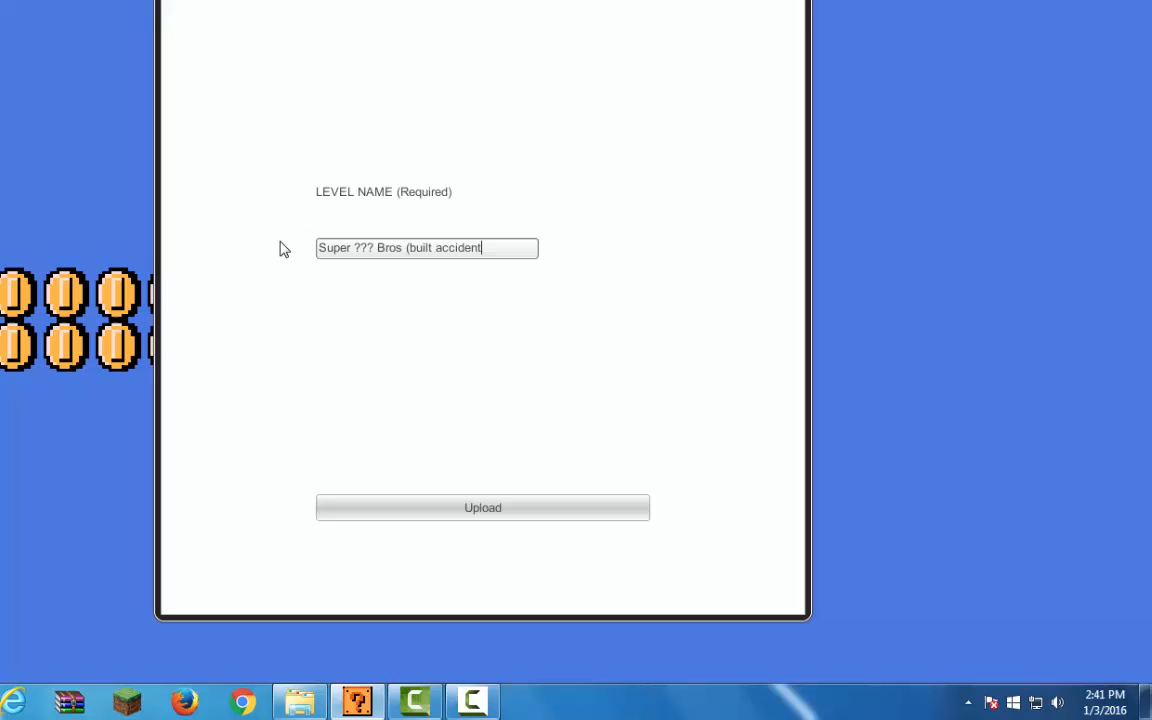 LEVEL NAME (Required)
Super ??? Bros (built accident
Upload
2:41 PM
1/3/2016